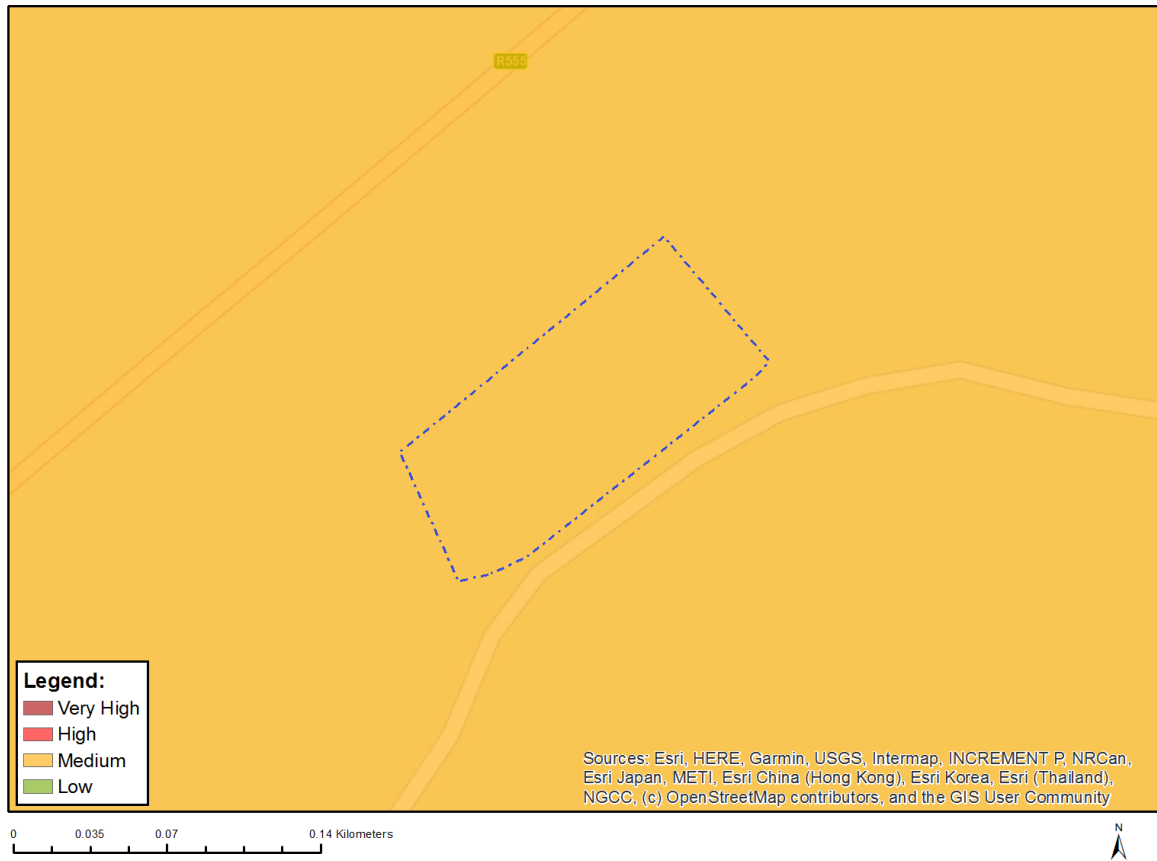 R555
Legend:
Very High
High
Medium
Low
Sources: Esri, HERE, Garmin, USGS, Intermap, INCREMENT P, NRCan,
Esri Japan, METI, Esri China (Hong Kong), Esri Korea, Esri (Thailand),
NGCC, (c) OpenStreetMap contributors, and the GIS User Community
0 0.035 0.07 0.14 Kilometers
N